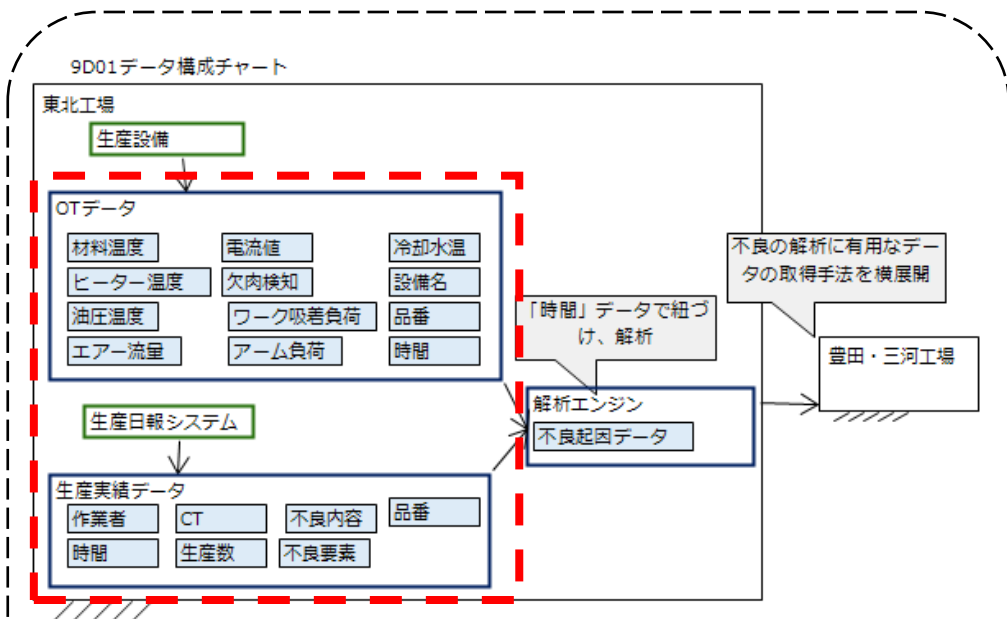 9D01データ構成チャート
東北工場
生産設備
OTデータ
材料温度
電流値
冷却水温
ヒーター温度
欠肉検知
設備名
油圧温度
ワーク吸着負荷
品番
エアー流量
アーム負荷
時間
「時間」データで紐づ
け、解析
不良の解析に有用なデー
タの取得手法を横展開
豊田・三河工場
解析エンジン
不良起因データ
生産日報システム
生産実績データ
作業者
CT
不良内容
品番
時間
生産数
不良要素